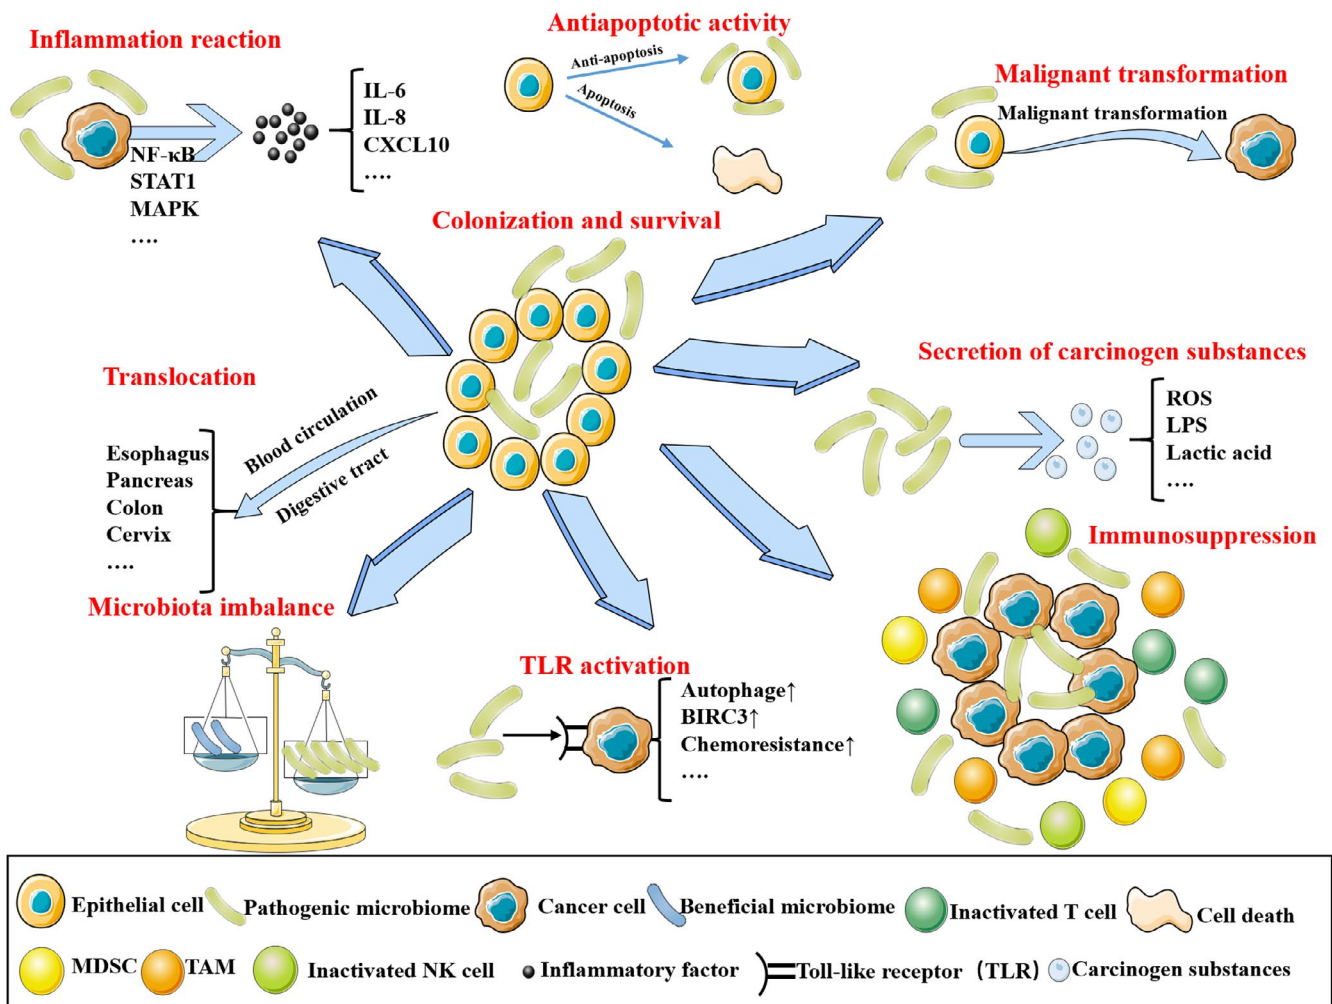 Inflammation reaction
NF-κB
STAT1
MAPK
....
IL-6
IL-8
CXCL10
....
Antiapoptotic activity
Anti-apoptosis
Apoptosis
Malignant transformation
Malignant transformation
Colonization and survival
Translocation
Blood circulation
Digestive tract
Esophagus
Pancreas
Colon
Cervix
....
Secretion of carcinogen substances
ROS
LPS
Lactic acid
....
Immunosuppression
Microbiota imbalance
TLR activation
Autophage↑
BIRC3↑
Chemoresistance↑
....
Epithelial cell
Pathogenic microbiome
Cancer cell
Beneficial microbiome
Inactivated T cell
Cell death
MDSC
TAM
Inactivated NK cell
Inflammatory factor
Toll-like receptor (TLR)
Carcinogen substances